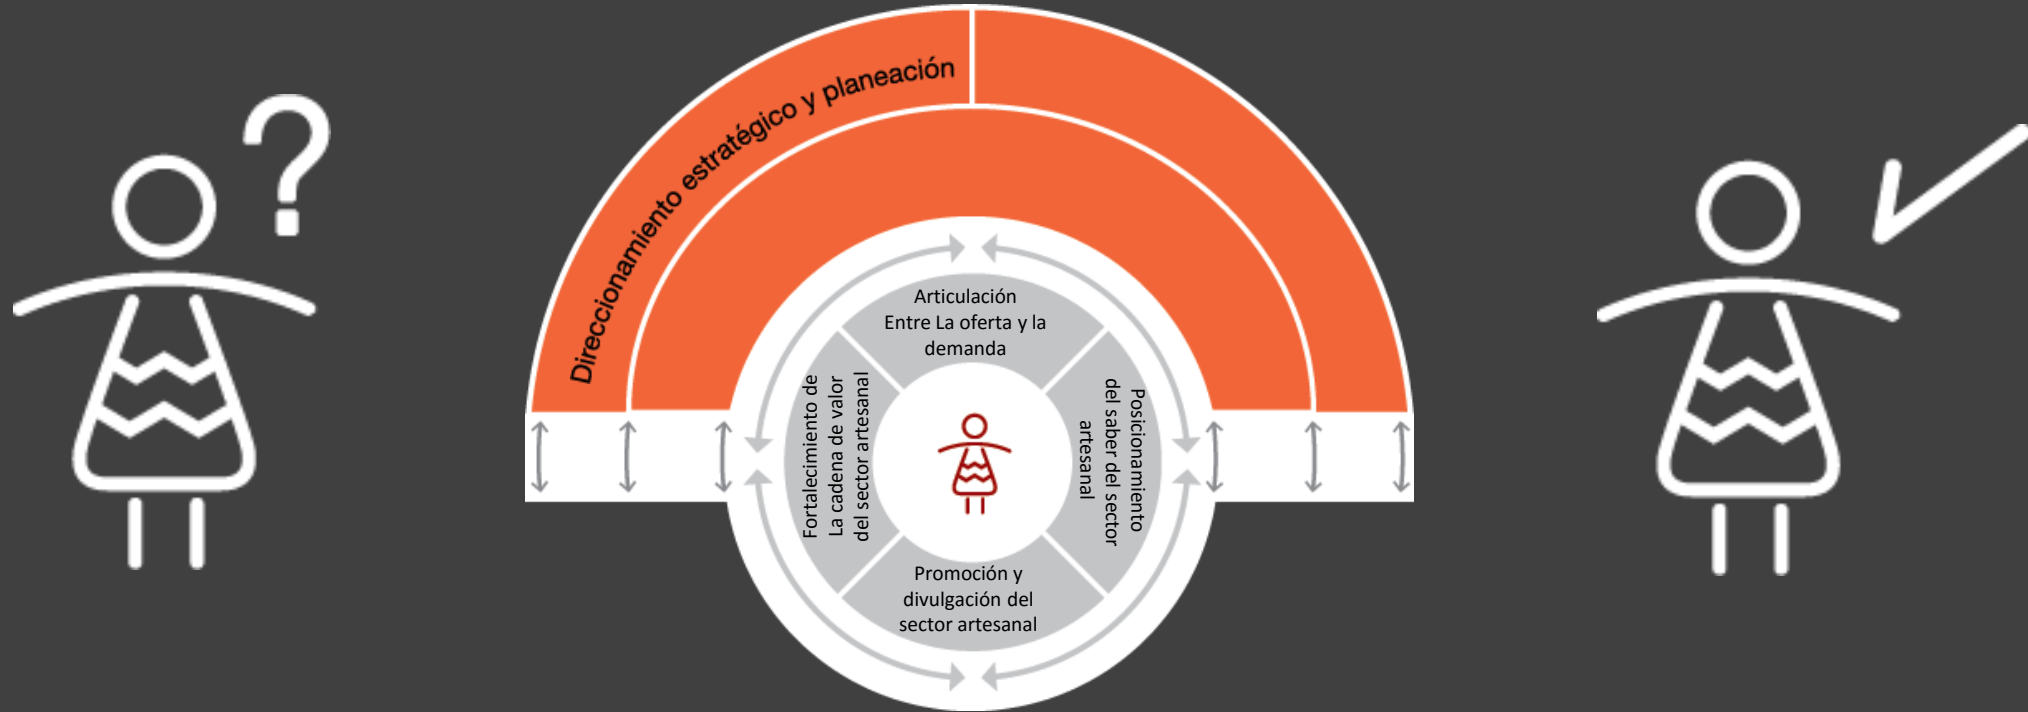 ?
Direccionamiento estratégico y planeación
Articulación
Entre La oferta y la
demanda
Fortalecimiento de
La cadena de valor
del sector artesanal
Posicionamiento
del saber del sector
artesanal
Promoción y
divulgación del
sector artesanal